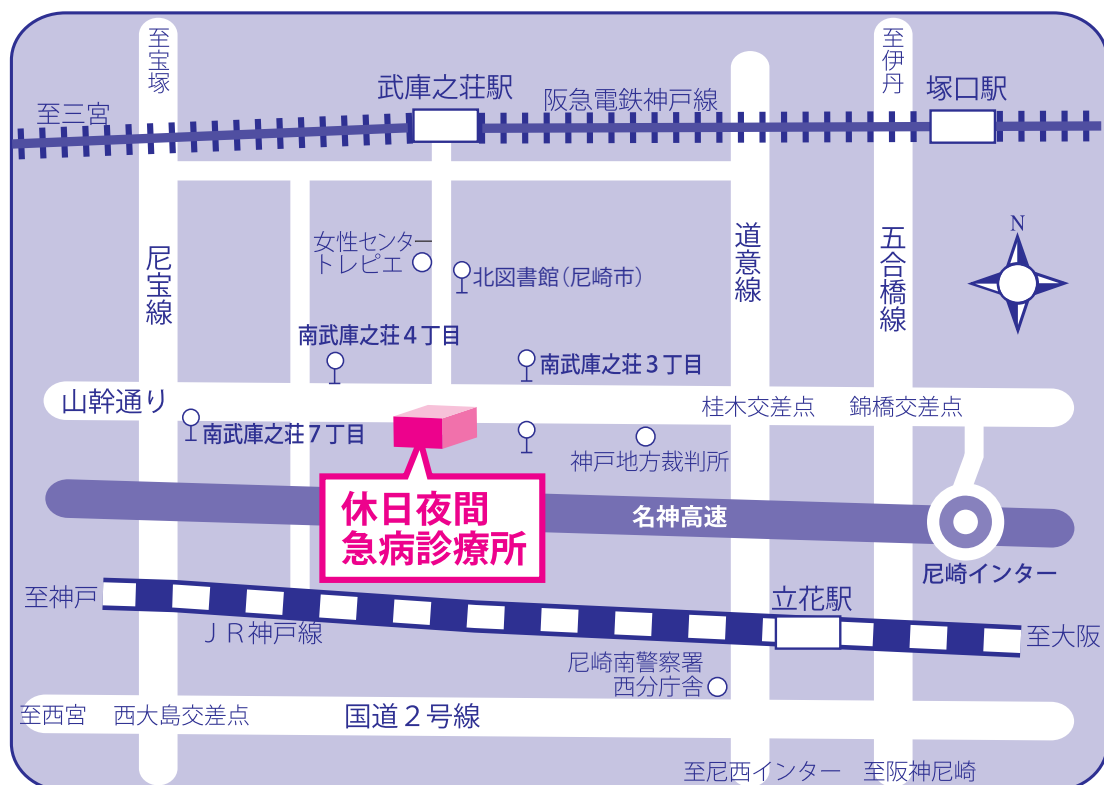 至宝塚
至伊丹
武庫之荘駅
塚口駅
阪急電鉄神戸線
至三宮
N
女性センター
トレピエ
北図書館(尼崎市)
尼宝線
道意線
五合橋線
南武庫之荘4丁目
南武庫之荘3丁目
山幹通り
桂木交差点
錦橋交差点
南武庫之荘7丁目
神戸地方裁判所
休日夜間
急病診療所
名神高速
尼崎インター
至神戸
立花駅
JR神戸線
至大阪
尼崎南警察署
西分庁舎
至西宮
西大島交差点
国道2号線
至尼西インター
至阪神尼崎